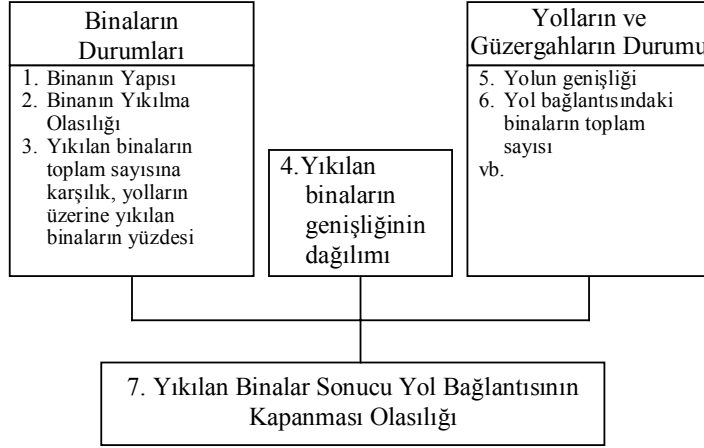 Binaların
Durumları
1. Binanın Yapısı
2. Binanın Yıkılma
Olasılığı
3. Yıkılan binaların
toplam sayısına
karşılık, yolların
üzerine yıkılan
binaların yüzdesi
4.Yıkılan
binaların
genişliğinin
dağılımı
Yolların ve
Güzergahların Durumu
5. Yolun genişliği
6. Yol bağlantısındaki
binaların toplam
sayısı
vb.
7. Yıkılan Binalar Sonucu Yol Bağlantısının
Kapanması Olasılığı